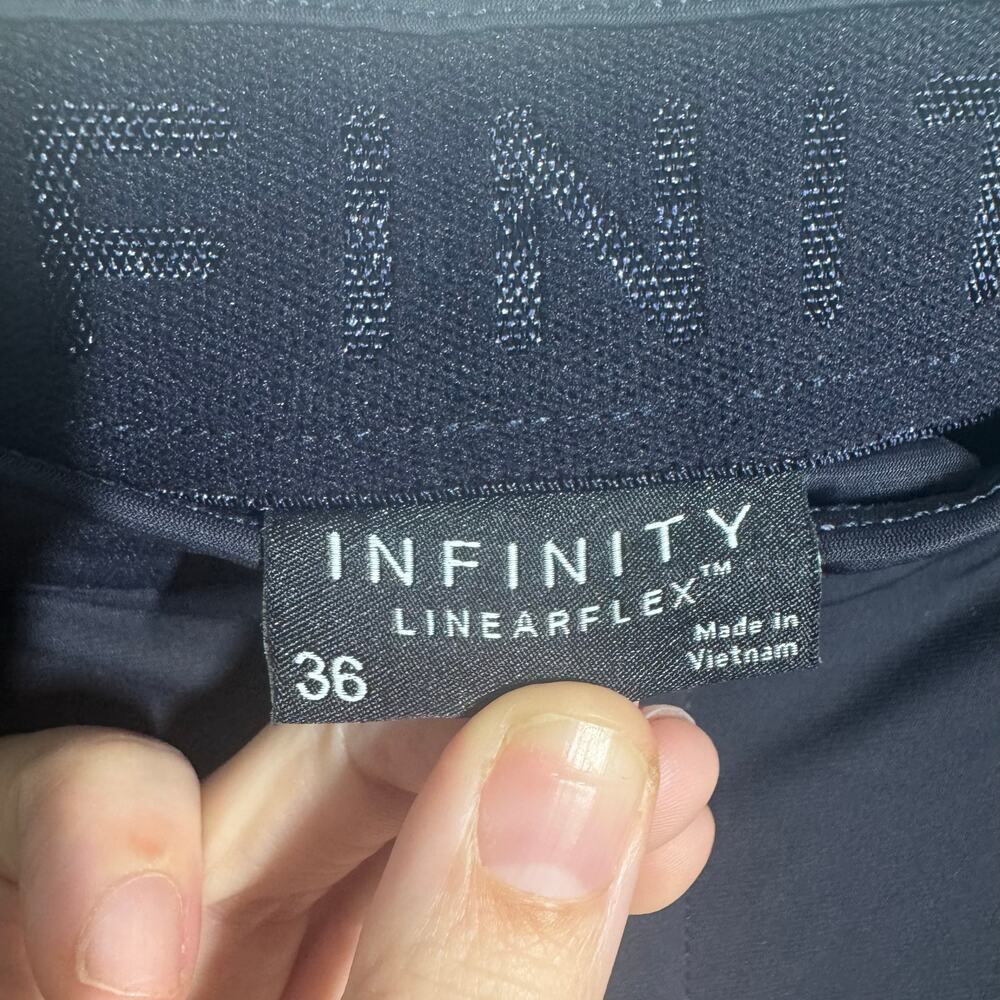 FINIT
INFINITY
LINEARFLEX™
36
Made in
Vietnam